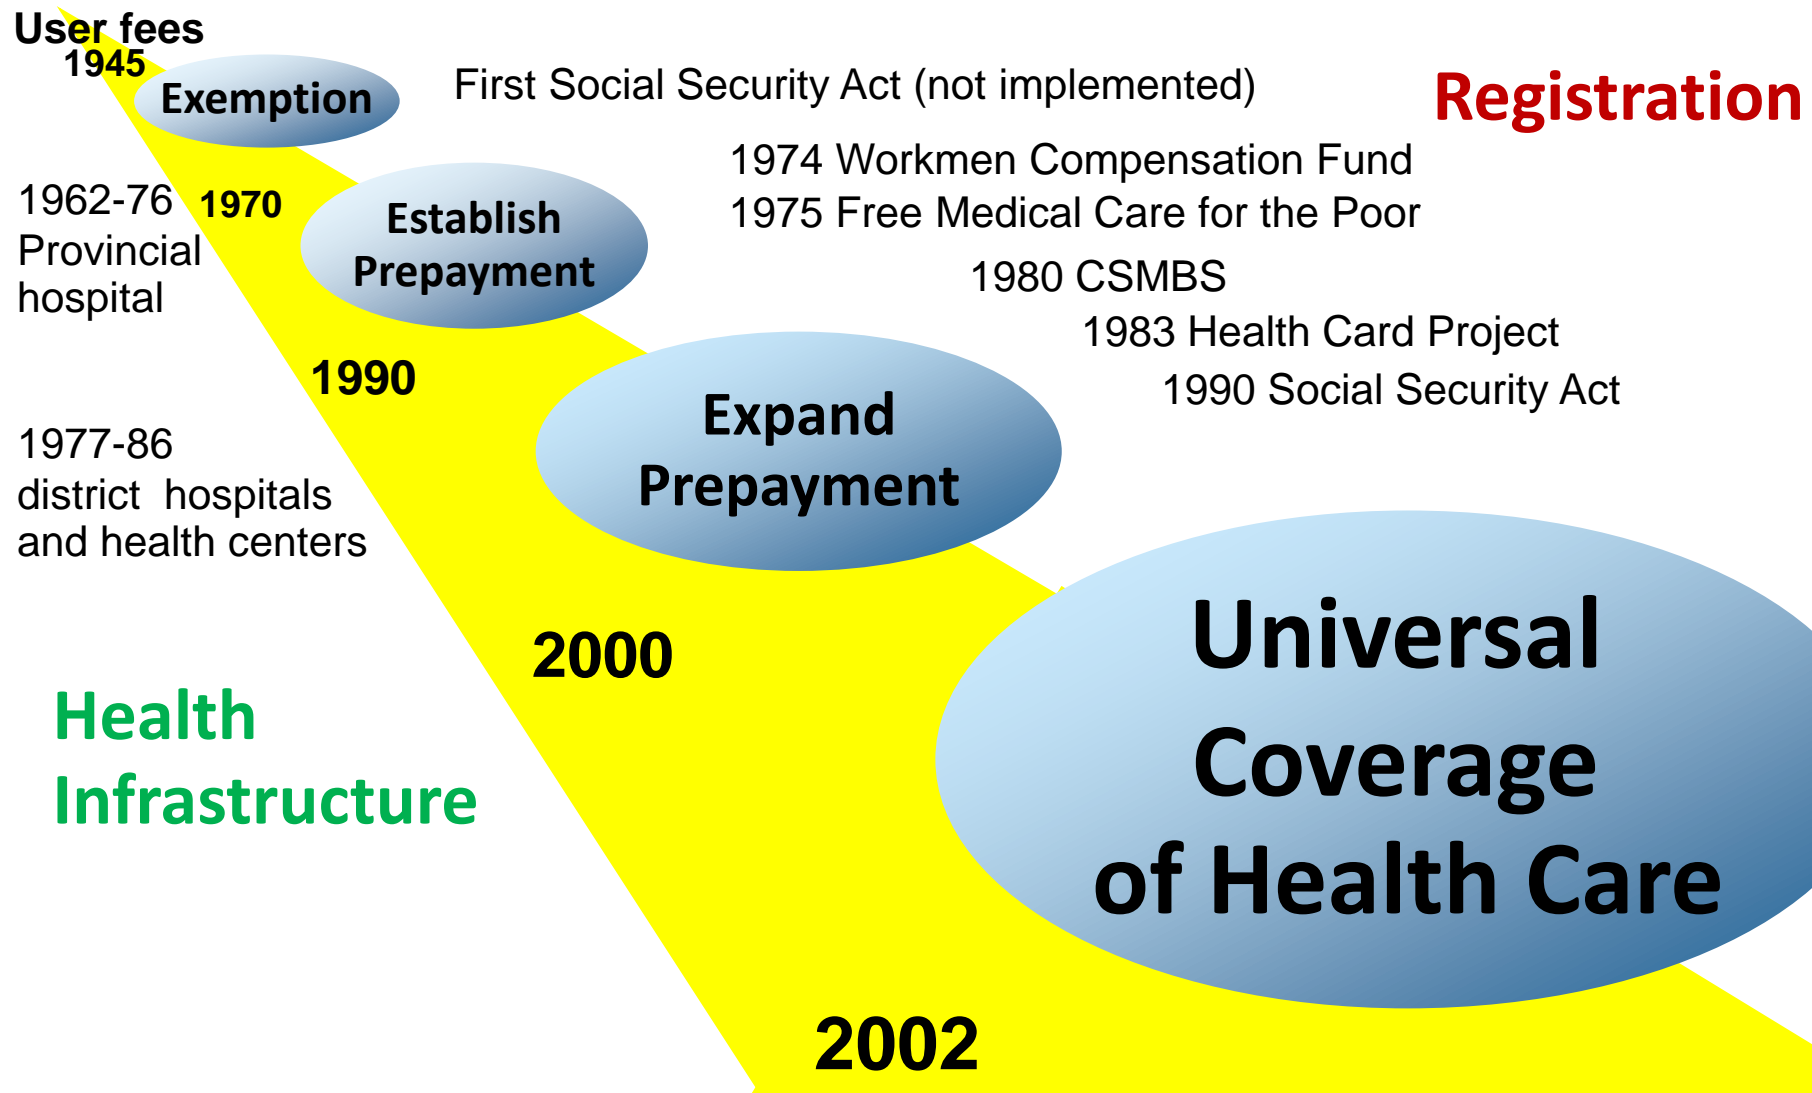 User fees
1945
Exemption
First Social Security Act (not implemented)
Registration
1974 Workmen Compensation Fund
1975 Free Medical Care for the Poor
1962-76
Provincial
hospital
1970
Establish
Prepayment
1980 CSMBS
1983 Health Card Project
1990 Social Security Act
1990
Expand
Prepayment
1977-86
district hospitals
and health centers
2000
Health
Infrastructure
Universal
Coverage
of Health Care
2002